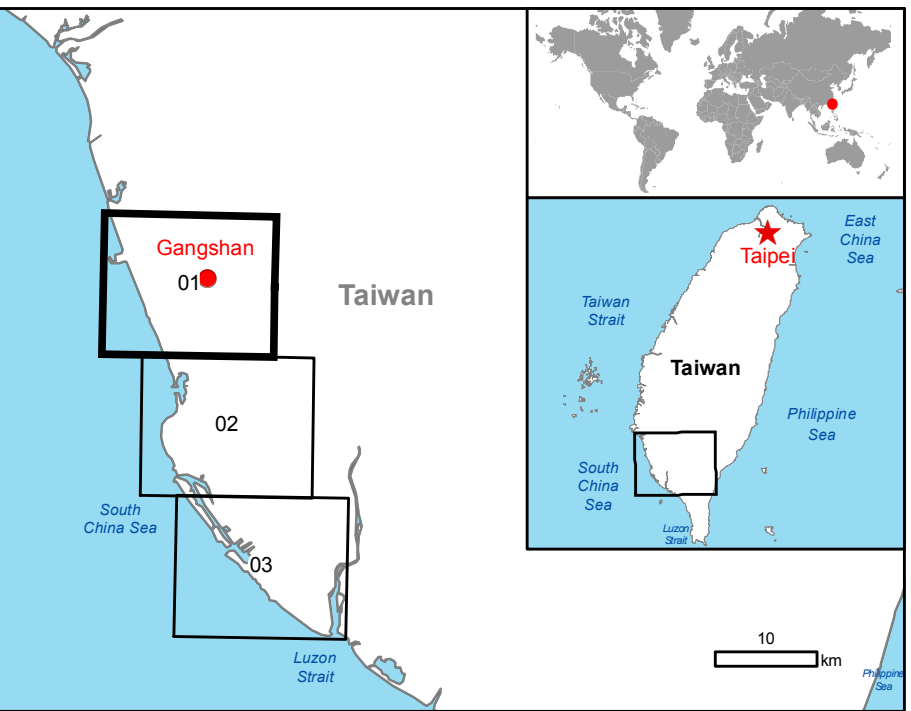 Gangshan
01
Taiwan
02
South
China Sea
03
Luzon
Strait
10
km
Philippine
Sea
East
China
Sea
Taipei
Taiwan
Strait
Taiwan
Philippine
Sea
South
China
Sea
Luzon
Strait